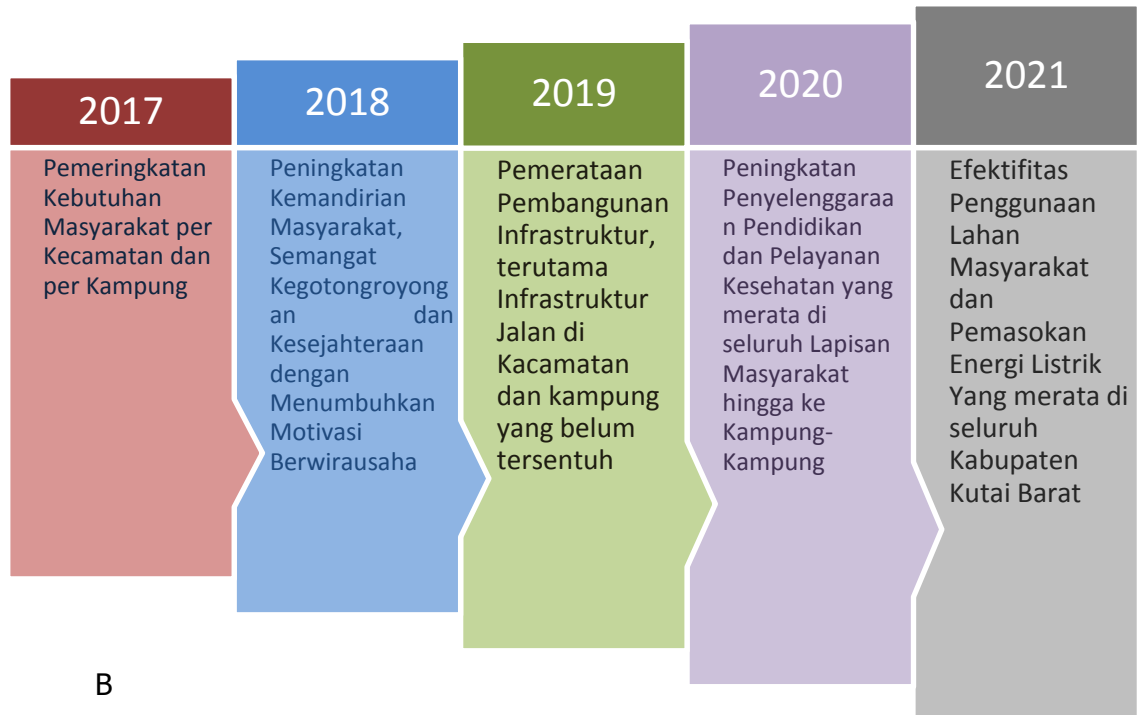 2017
Pemeringkatan
Kebutuhan
Masyarakat per
Kecamatan dan
per Kampung
2018
Peningkatan
Kemandirian
Masyarakat,
Semangat
Kegotongroyong
an dan
Kesejahteraan
dengan
Menumbuhkan
Motivasi
Berwirausaha
2019
Pemerataan
Pembangunan
Infrastruktur,
terutama
Infrastruktur
Jalan di
Kacamatan
dan kampung
yang belum
tersentuh
2020
Peningkatan
Penyelenggaraa
n Pendidikan
dan Pelayanan
Kesehatan yang
merata di
seluruh Lapisan
Masyarakat
hingga ke
Kampung-
Kampung
2021
Efektifitas
Penggunaan
Lahan
Masyarakat
dan
Pemasokan
Energi Listrik
Yang merata di
seluruh
Kabupaten
Kutai Barat
B